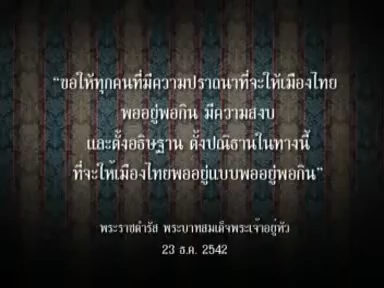 “ขอให้ทุกคนที่มีความปราถนาที่จะให้เมืองไทย
พออยู่พอกิน มีความสงบ
และตั้งอธิษฐาน ตั้งปณิธานในทางนี้
ที่จะให้เมืองไทยพออยู่แบบพออยู่พอกิน”
พระราชดำรัส พระบาทสมเด็จพระเจ้าอยู่หัว
23 ธ.ค. 2542